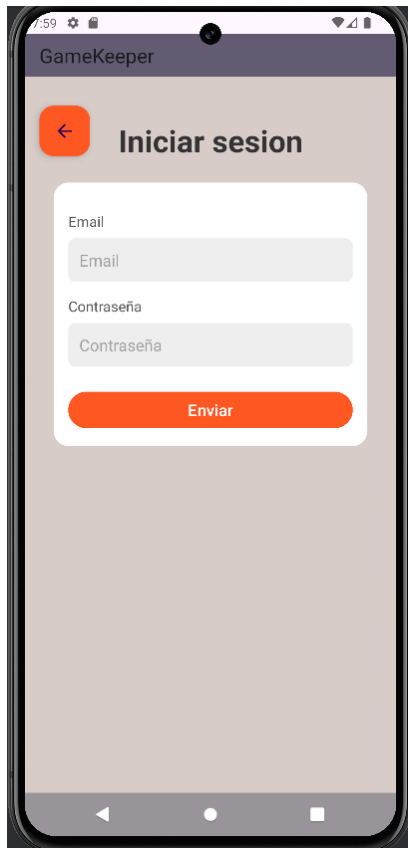 7:59
GameKeeper
Iniciar sesion
Email
Email
Contraseña
Contraseña
Enviar